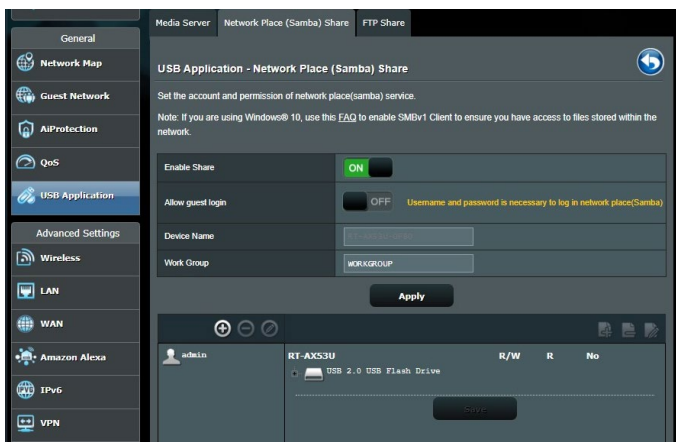 Media Server
Network Place (Samba) Share
FTP Share
General
Network Map
Guest Network
AiProtection
QoS
USB Application
Advanced Settings
Wireless
LAN
WAN
Amazon Alexa
IPv6
VPN
USB Application - Network Place (Samba) Share
Set the account and permission of network place(samba) service.
Note: If you are using Windows® 10, use this FAQ to enable SMBv1 Client to ensure you have access to files stored within the
network.
Enable Share
ON
Allow guest login
OFF
Username and password is necessary to log in network place(Samba)
Device Name
Work Group
WORKGROUP
Apply
admin
RT-AX53U
R/W
R
No
USB 2.0 USB Flash Drive
Save